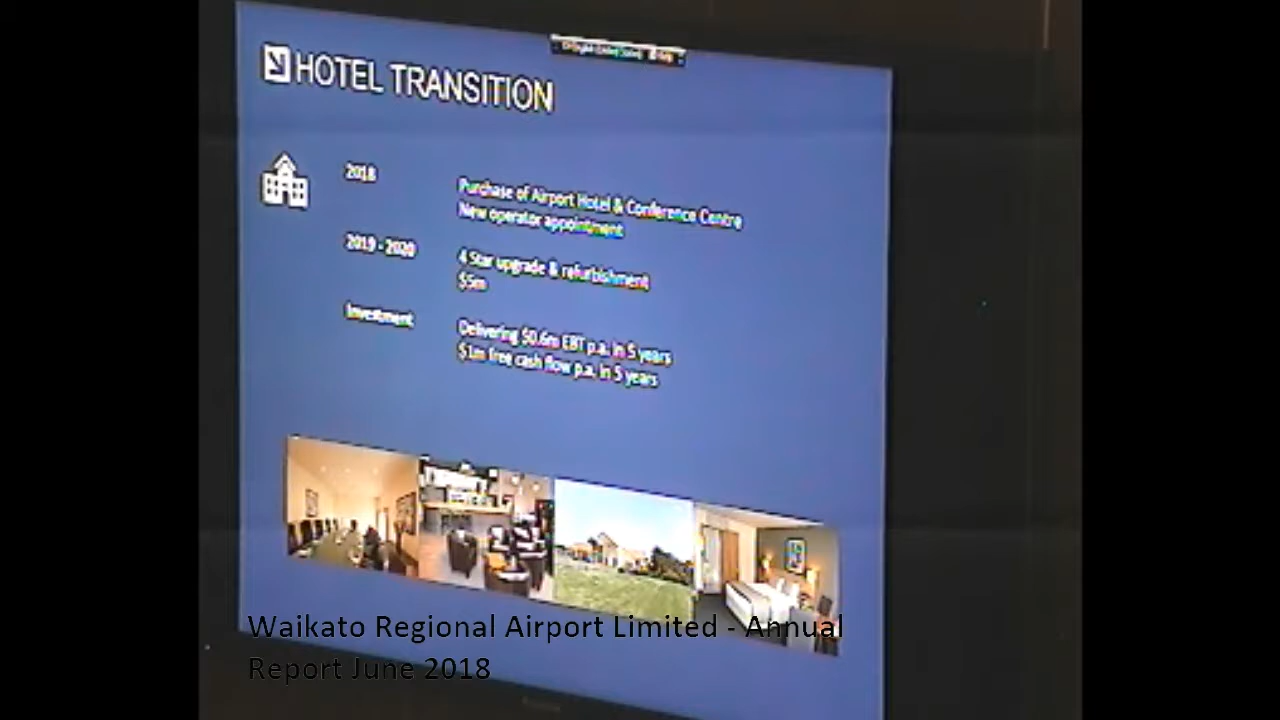 HOTEL TRANSITION
2018
Purchase of Airport Hotel & Conference Centre
New operator appointment
2019 - 2020
4 Star upgrade & refurbishment
$5m
Investment
Delivering $0.6m EBT p.a. in 5 years
$1m free cash flow p.a. in 5 years
Waikato Regional Airport Limited - Annual
Report June 2018